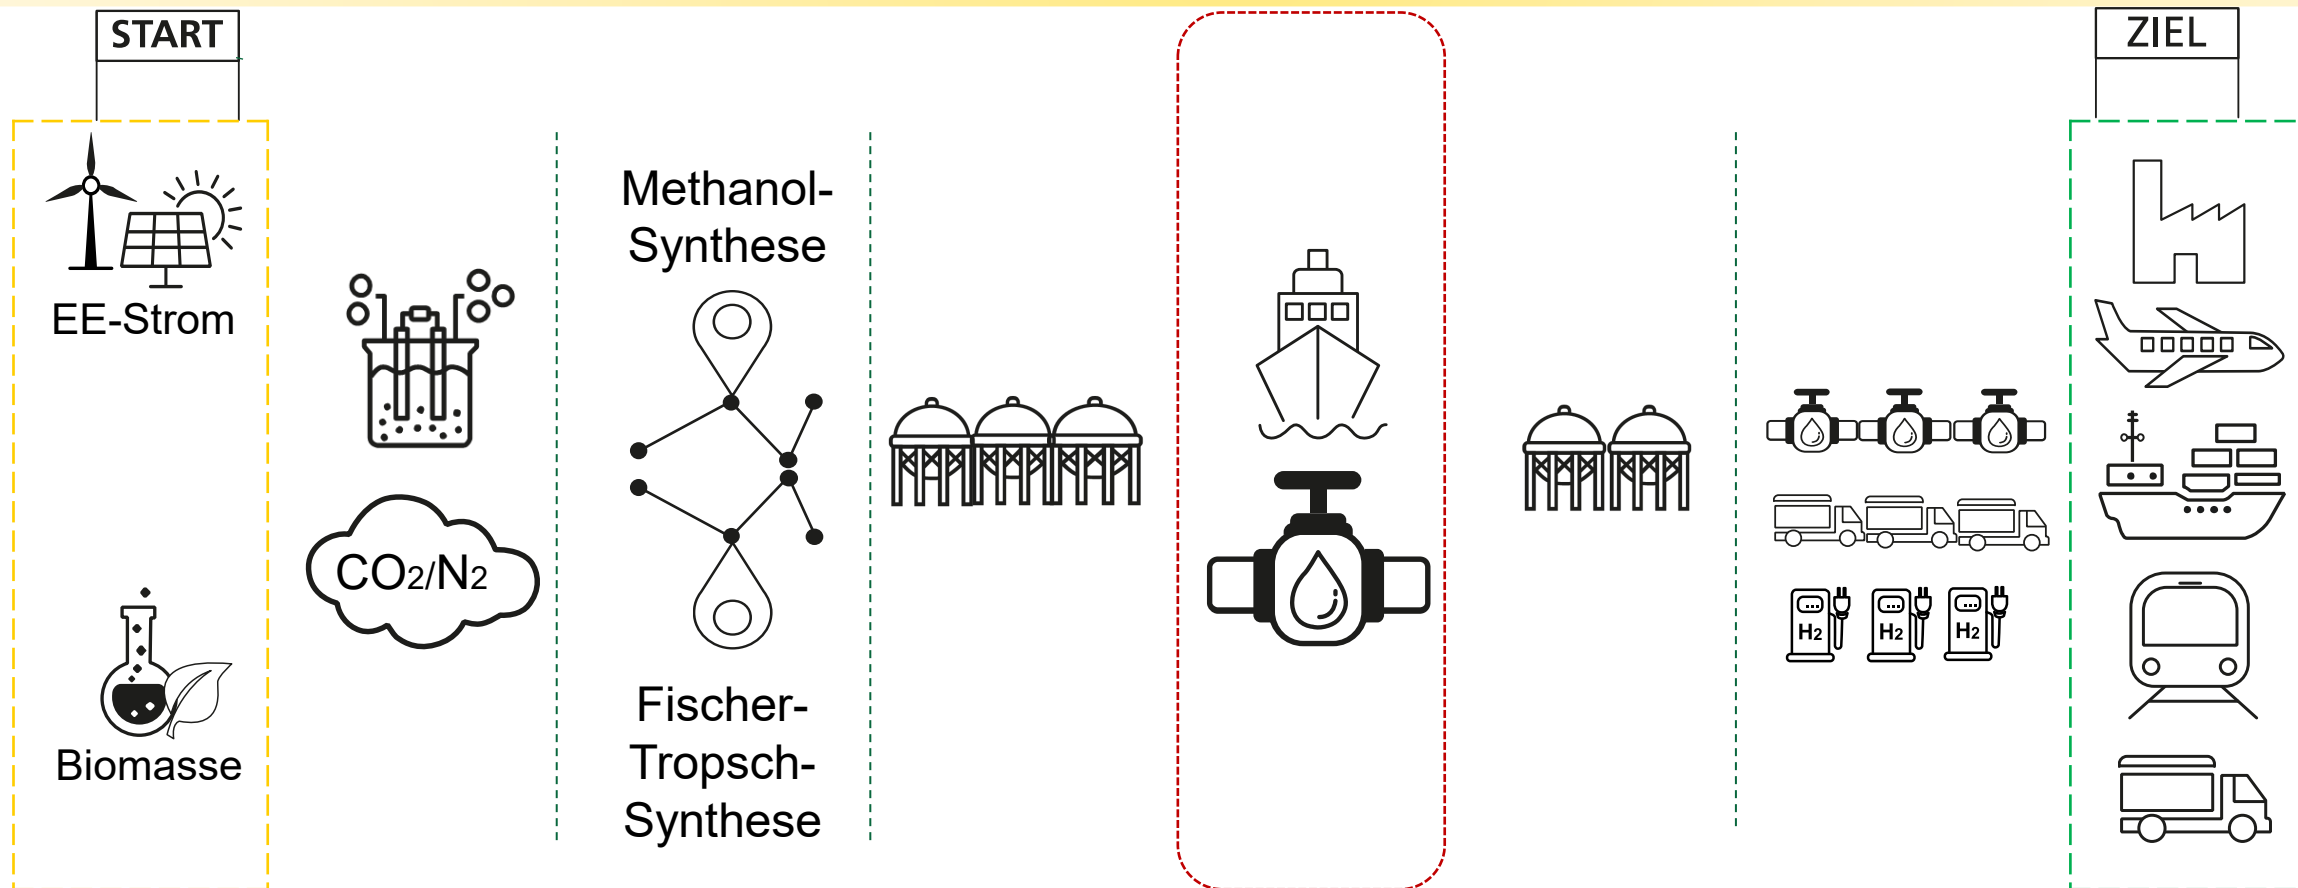 START
ZIEL
EE-Strom
Biomasse
CO2/N2
Methanol-
Synthese
Fischer-
Tropsch-
Synthese
H2
H2
H2